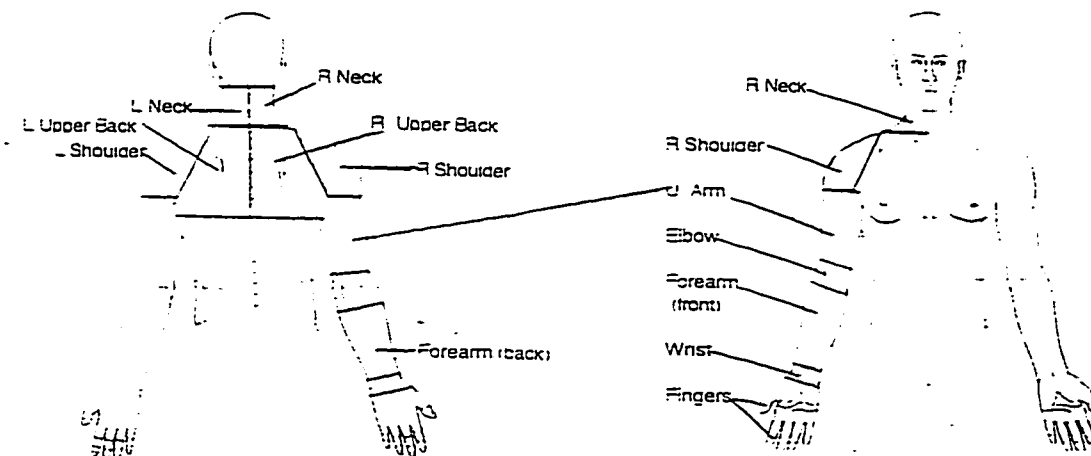 R Neck
L Neck
L Upper Back
L Shoulder
R Upper Back
R Shoulder
Forearm (back)
R Neck
R Shoulder
U. Arm
Elbow
Forearm
(front)
Wrist
Fingers